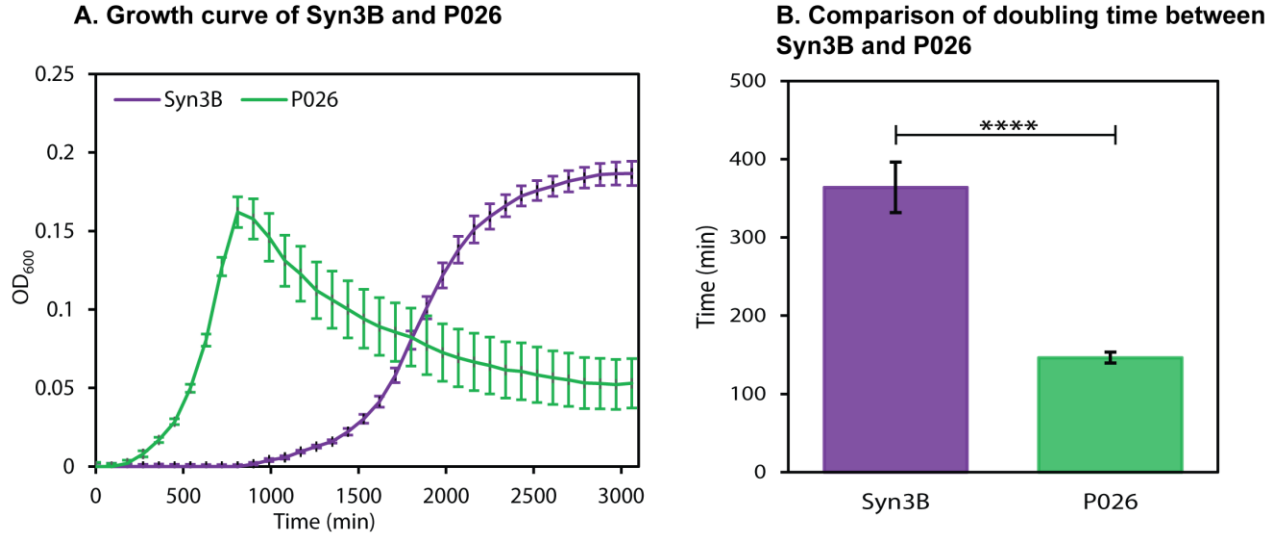 A. Growth curve of Syn3B and P026
0.25
0.2
0.15
0.1
0.05
0
OD600
Syn3B
P026
0 500 1000 1500 2000 2500 3000
Time (min)
B. Comparison of doubling time between
Syn3B and P026
500
400
300
200
100
0
Time (min)
****
Syn3B P026